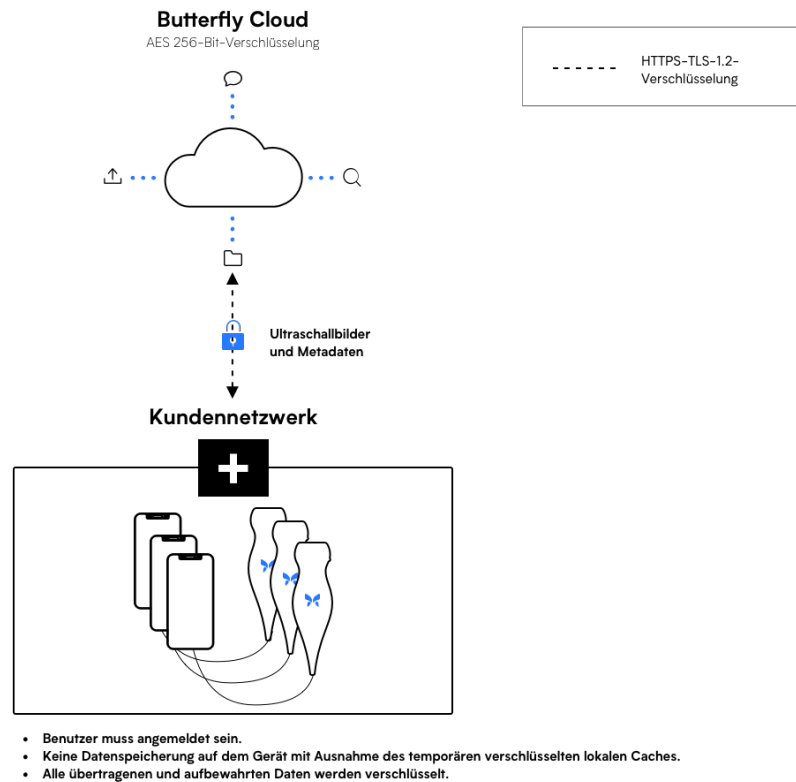 Butterfly Cloud
AES 256-Bit-Verschlüsselung
HTTPS-TLS-1.2-
Verschlüsselung
Ultraschallbilder
und Metadaten
Kundennetzwerk
• Benutzer muss angemeldet sein.
• Keine Datenspeicherung auf dem Gerät mit Ausnahme des temporären verschlüsselten lokalen Caches.
• Alle übertragenen und aufbewahrten Daten werden verschlüsselt.